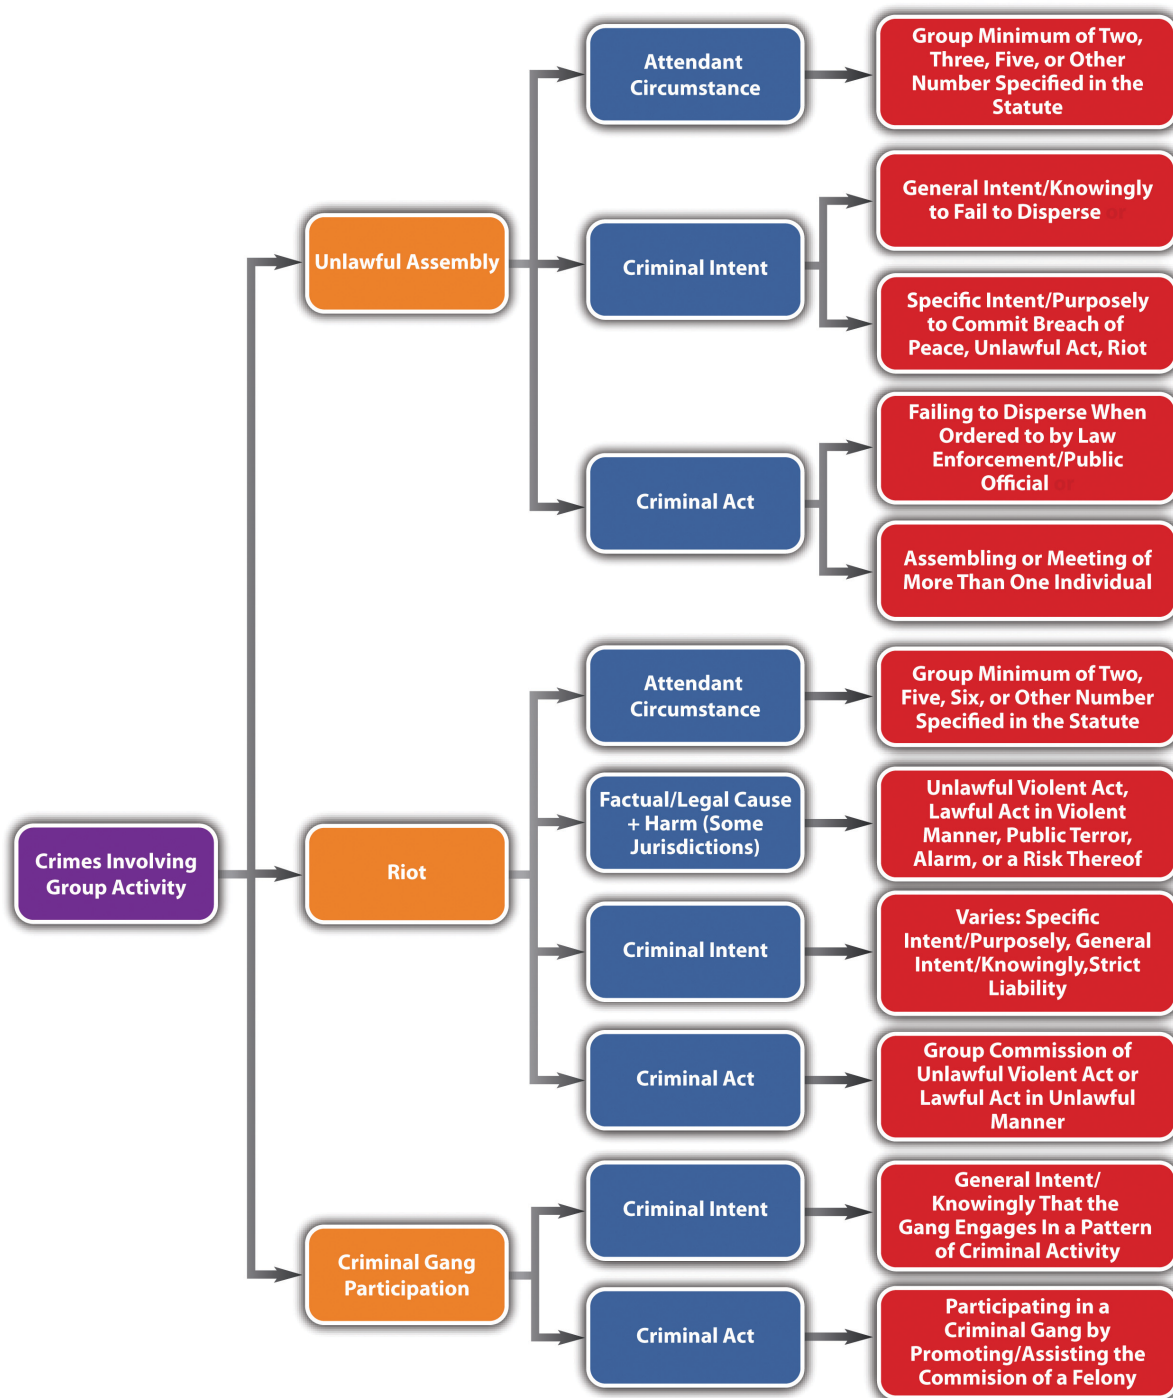 Crimes Involving
Group Activity
Unlawful Assembly
Attendant
Circumstance
Group Minimum of Two,
Three, Five, or Other
Number Specified in the
Statute
Criminal Intent
General Intent/Knowingly
to Fail to Disperse or
Specific Intent/Purposely
to Commit Breach of
Peace, Unlawful Act, Riot
Criminal Act
Failing to Disperse When
Ordered to by Law
Enforcement/Public
Official or
Assembling or Meeting of
More Than One Individual
Riot
Attendant
Circumstance
Group Minimum of Two,
Five, Six, or Other Number
Specified in the Statute
Factual/Legal Cause
+ Harm (Some
Jurisdictions)
Unlawful Violent Act,
Lawful Act in Violent
Manner, Public Terror,
Alarm, or a Risk Thereof
Criminal Intent
Varies: Specific
Intent/Purposely, General
Intent/Knowingly,Strict
Liability
Criminal Act
Group Commission of
Unlawful Violent Act or
Lawful Act in Unlawful
Manner
Criminal Gang
Participation
Criminal Intent
General Intent/
Knowingly That the
Gang Engages In a Pattern
of Criminal Activity
Criminal Act
Participating in a
Criminal Gang by
Promoting/Assisting the
Commision of a Felony